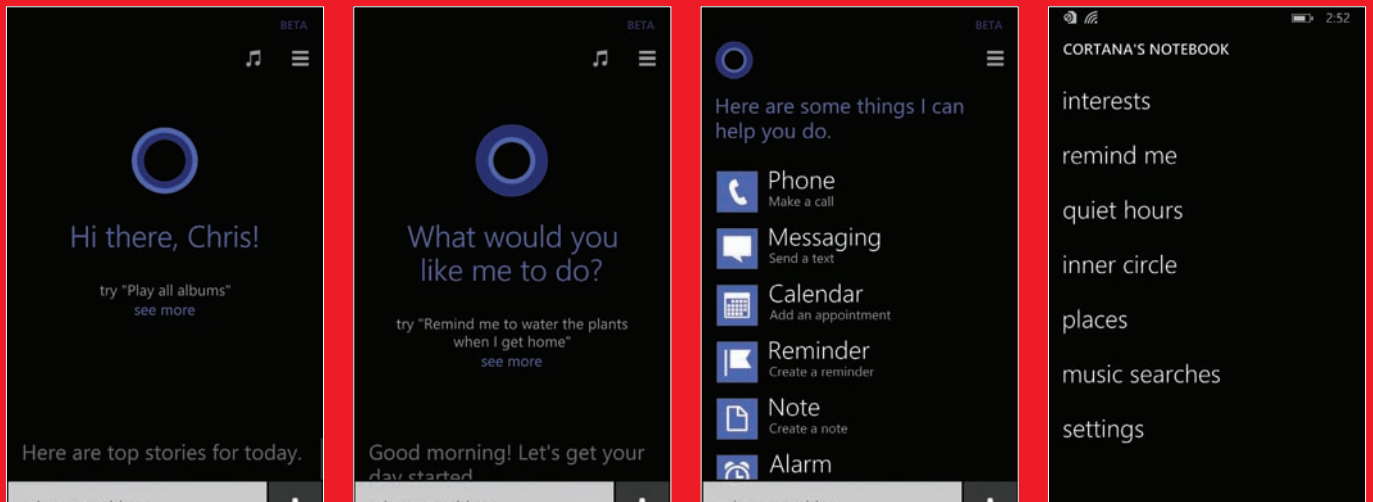 BETA
Hi there, Chris!
try "Play all albums"
see more
Here are top stories for today.
BETA
What would you
like me to do?
try "Remind me to water the plants
when I get home"
see more
Good morning! Let's get your
day started
BETA
Here are some things I can
help you do.
Phone
Make a call
Messaging
Send a text
Calendar
Add an appointment
Reminder
Create a reminder
Note
Create a note
Alarm
2:52
CORTANA'S NOTEBOOK
interests
remind me
quiet hours
inner circle
places
music searches
settings